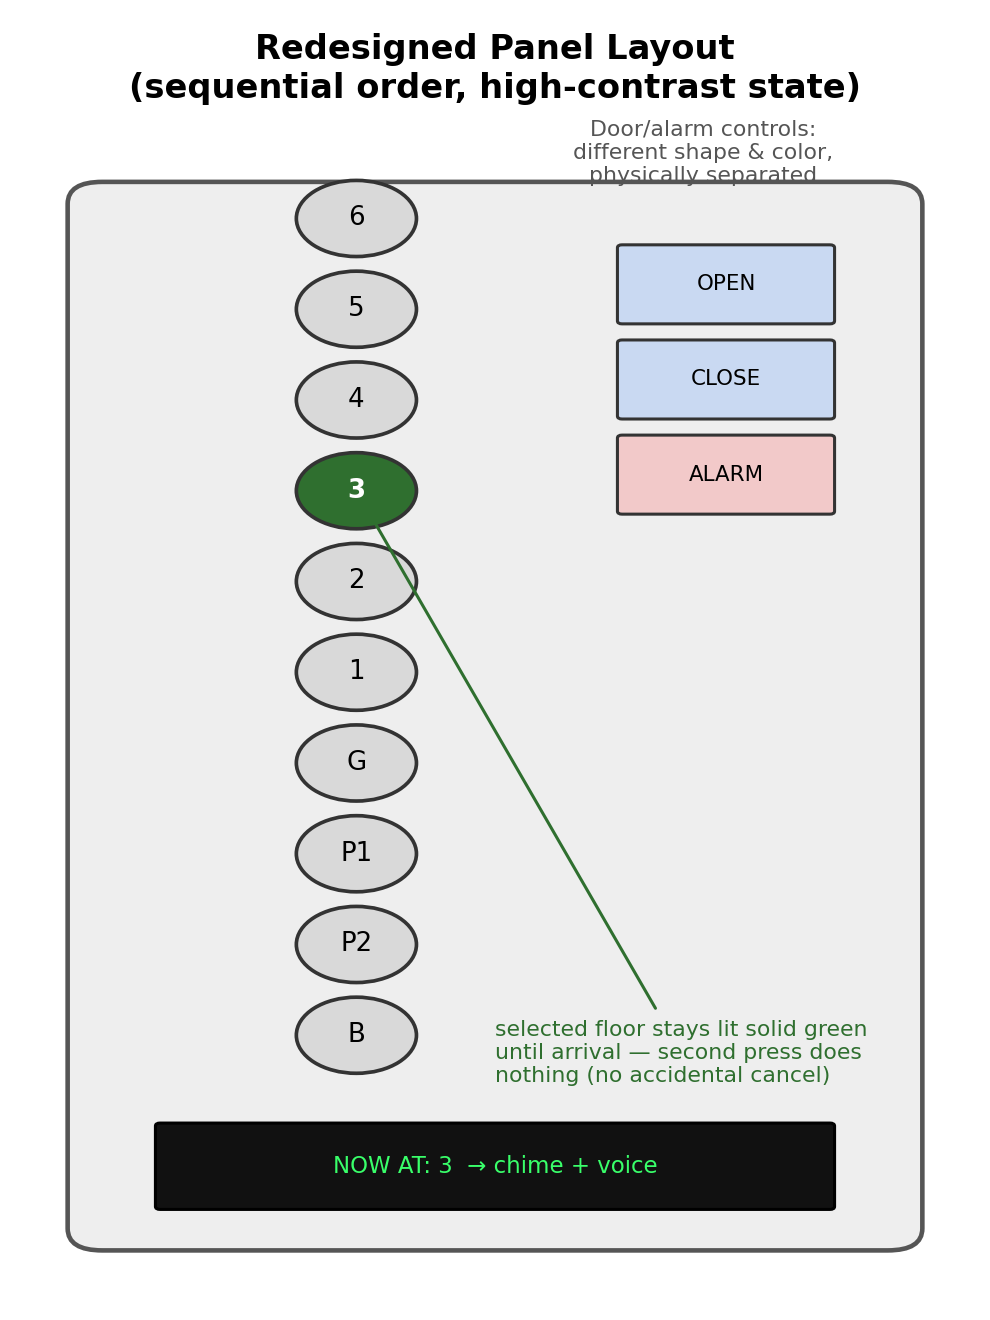 Redesigned Panel Layout
(sequential order, high-contrast state)
Door/alarm controls:
different shape & color,
physically separated
6
5
4
3
2
1
G
P1
P2
B
OPEN
CLOSE
ALARM
selected floor stays lit solid green
until arrival — second press does
nothing (no accidental cancel)
NOW AT: 3 → chime + voice